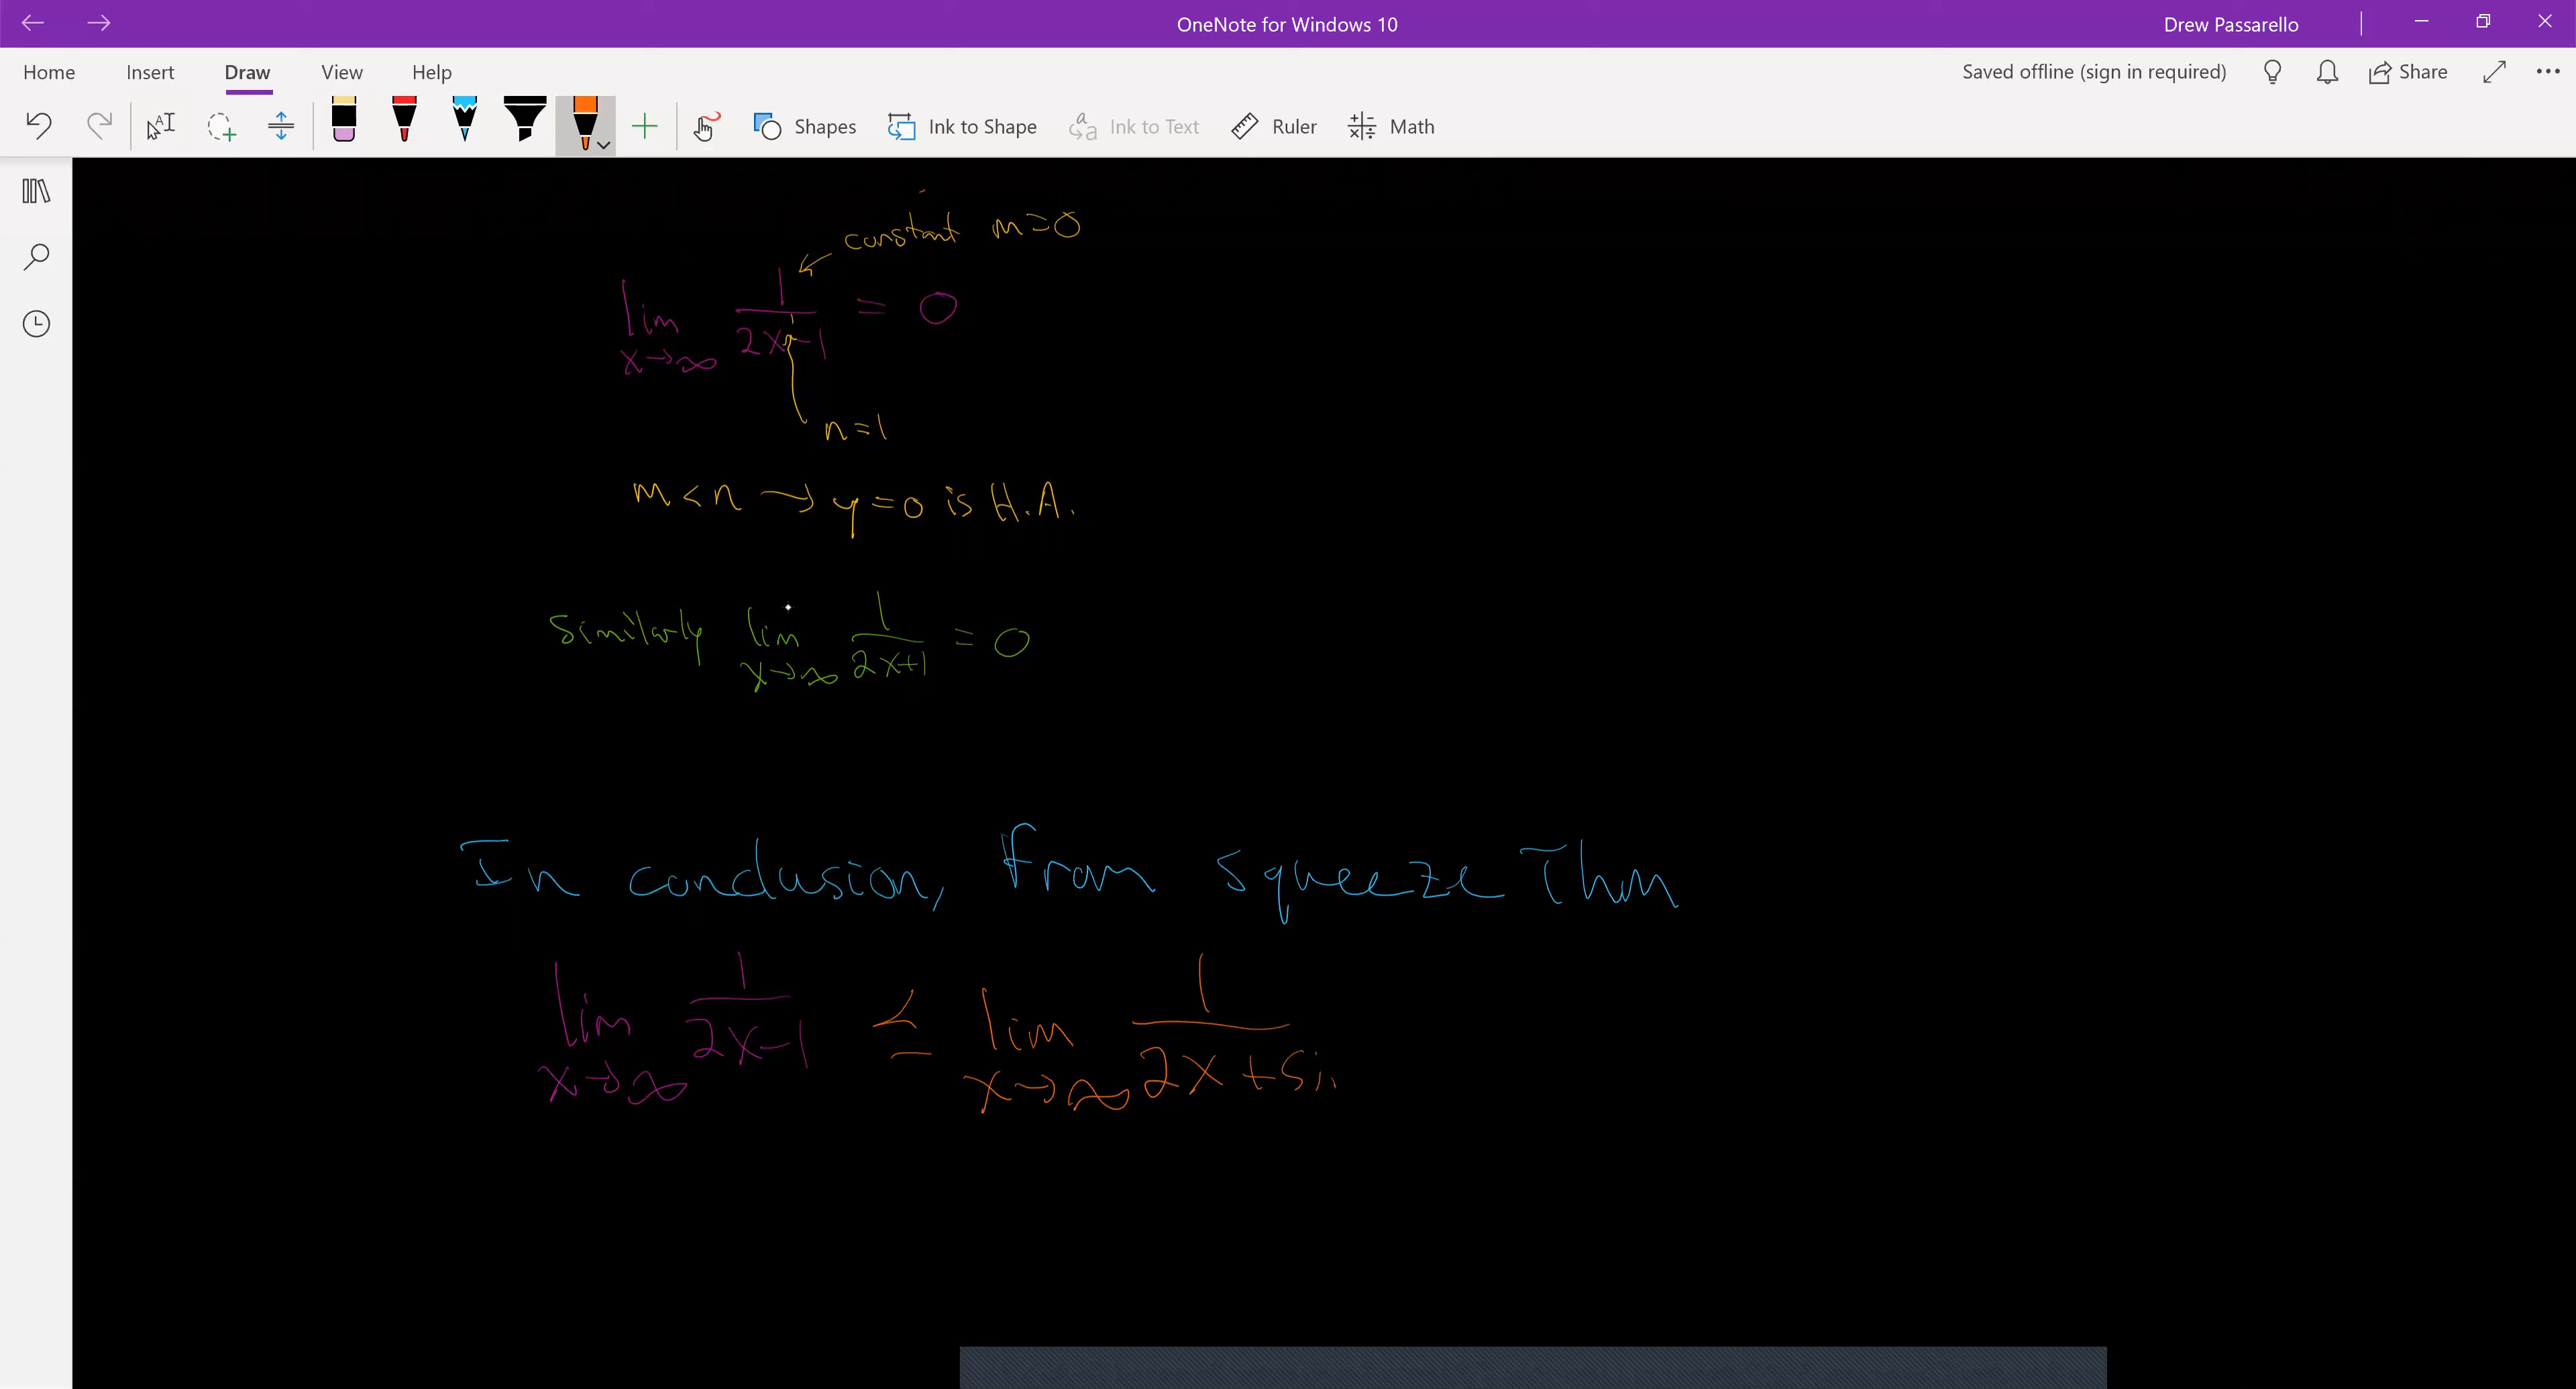 OneNote for Windows 10
Drew Passarello
Home Insert Draw View Help
Saved offline (sign in required)
Share
Shapes Ink to Shape Ink to Text Ruler Math
constant m=0
lim x→∞ 1/(2x-1) = 0
n=1
m<n → y=0 is H.A.
Similarly lim x→∞ 1/(2x+1) = 0
In conclusion, from Squeeze Thm
lim x→∞ 1/(2x-1) ≤ lim x→∞ 1/(2x+si